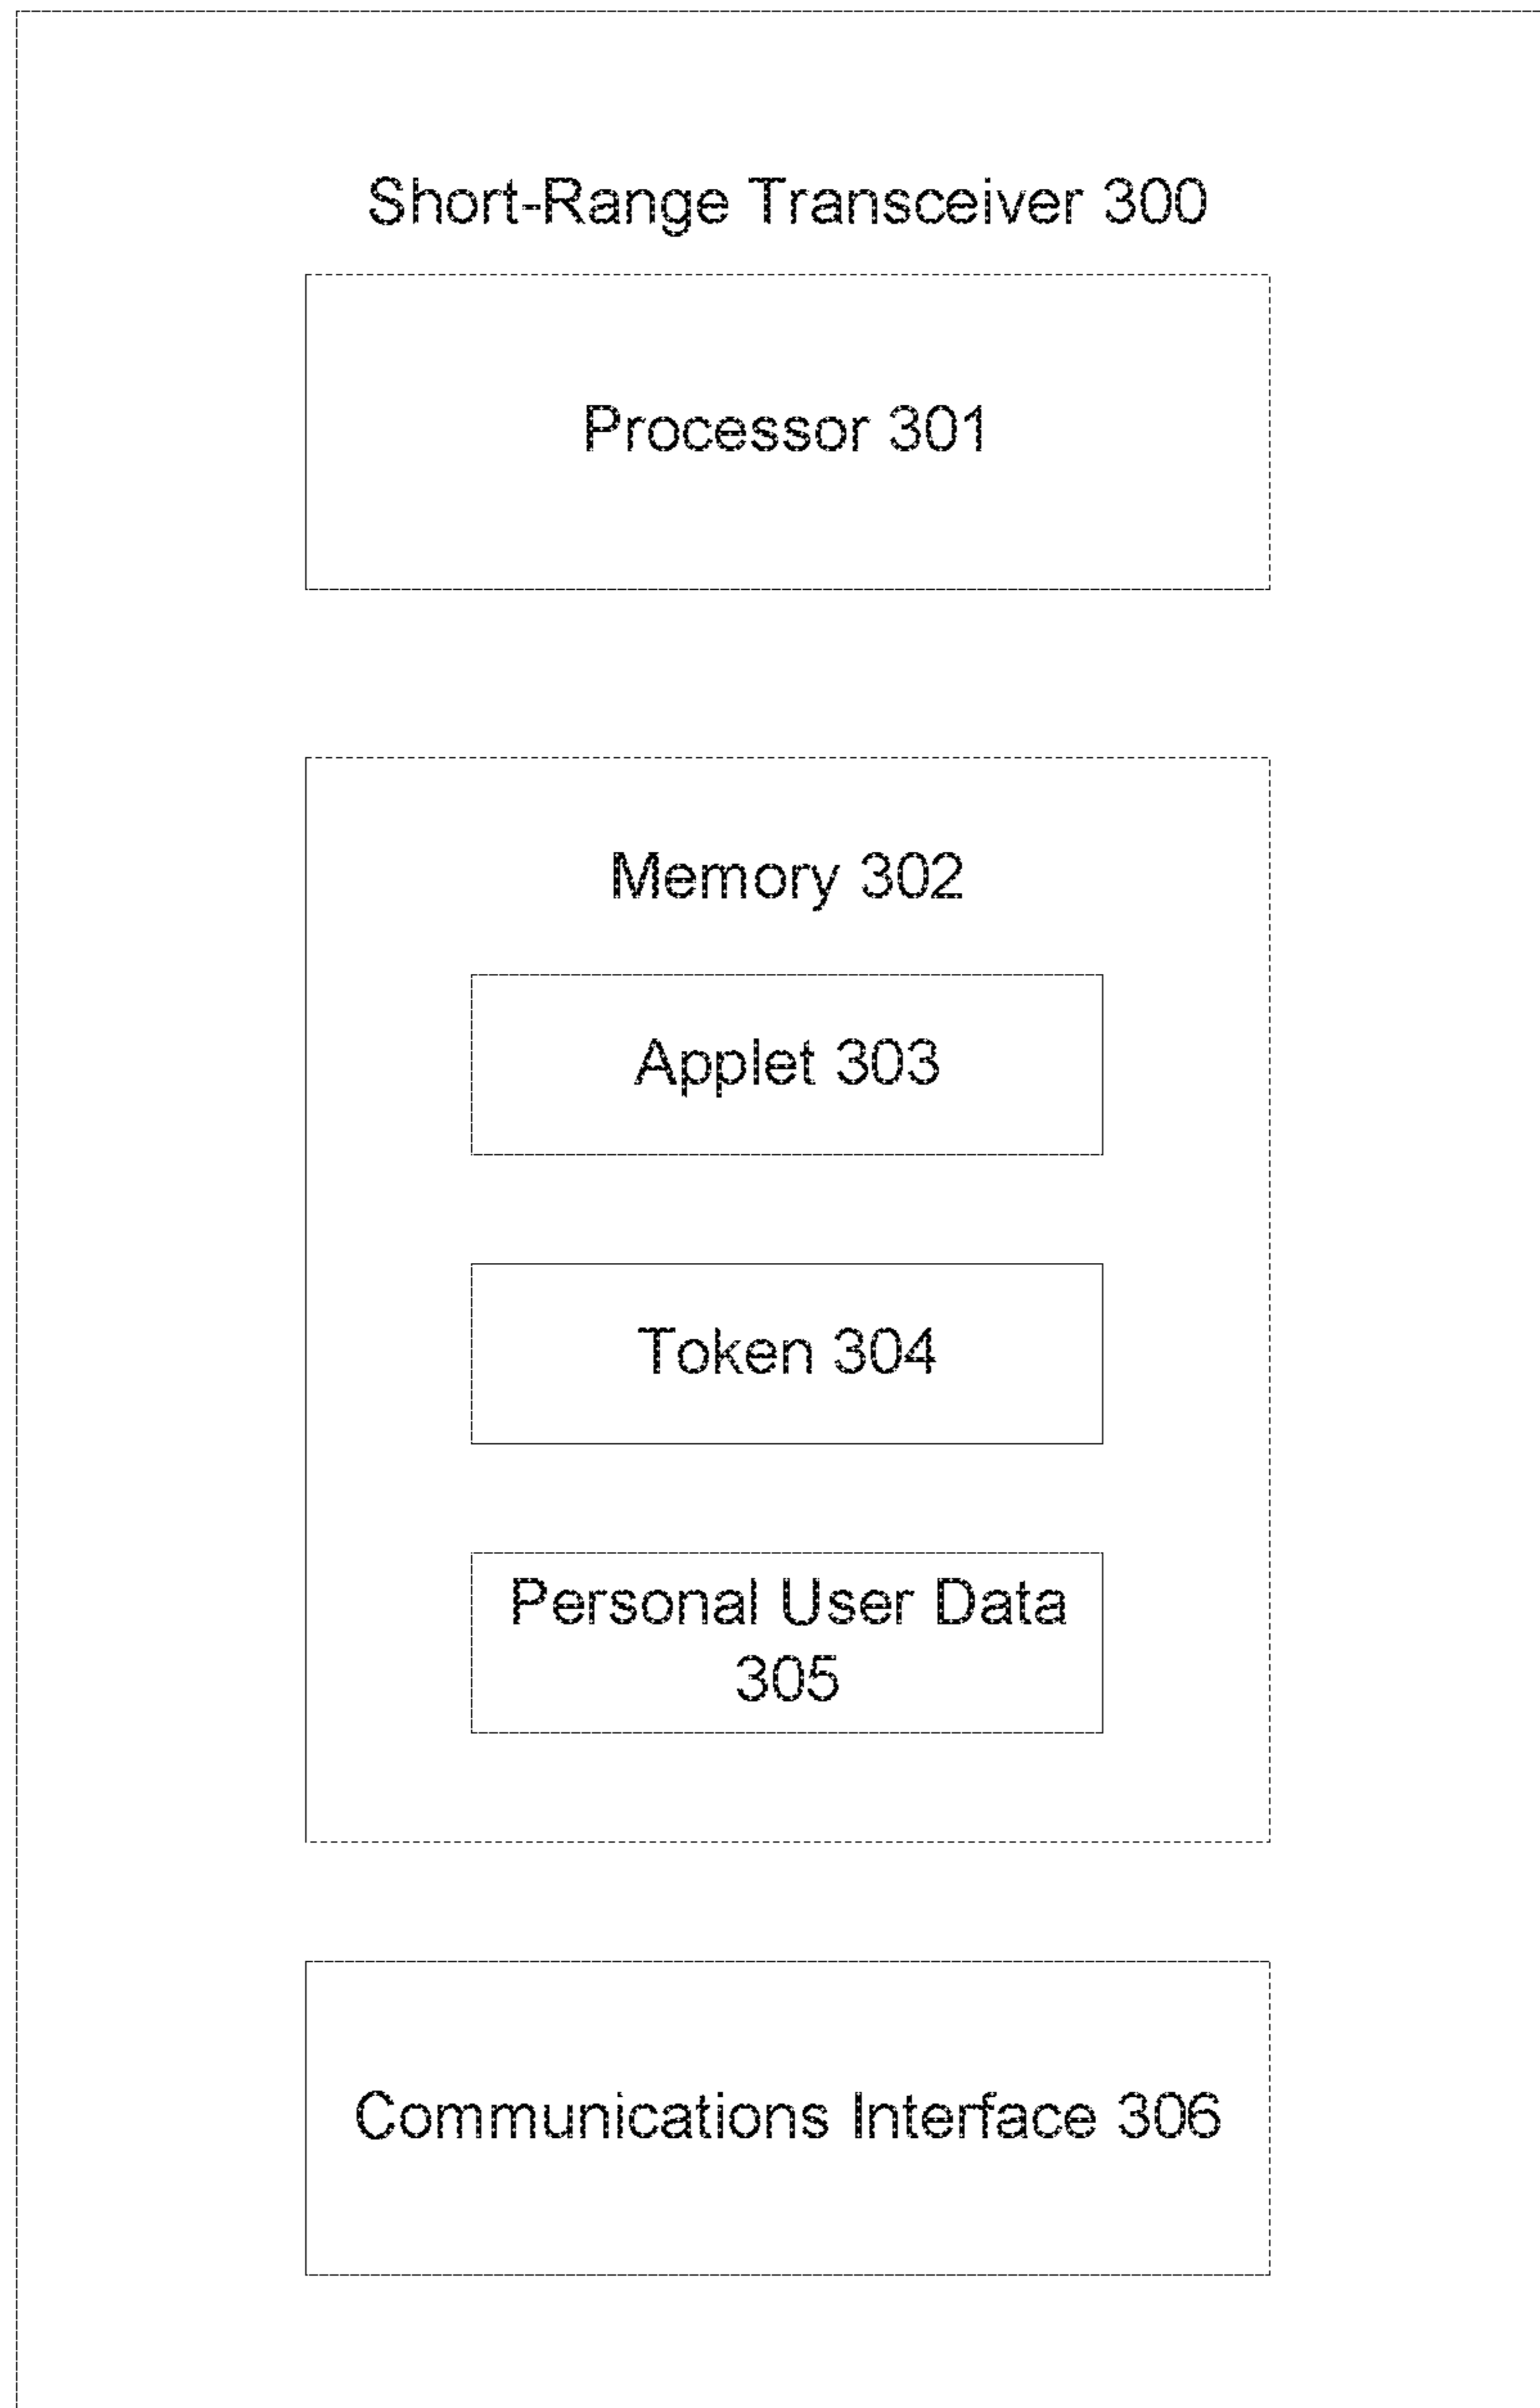 Short-Range Transceiver 300
Processor 301
Memory 302
Applet 303
Token 304
Personal User Data
305
Communications Interface 306